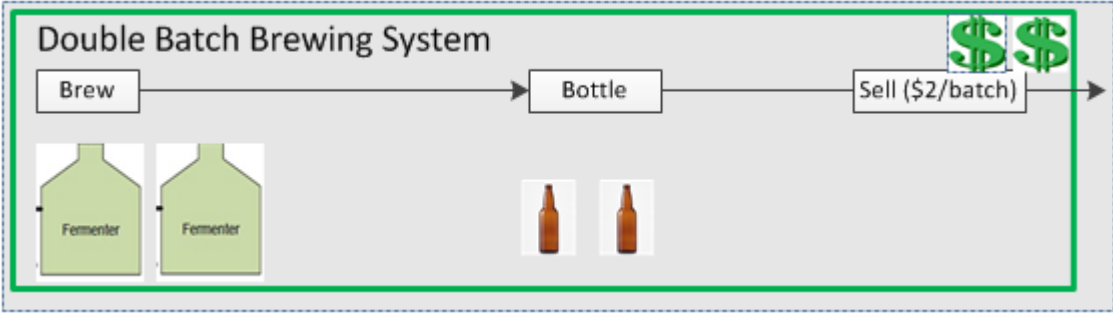 Double Batch Brewing System
$ $
Brew
Bottle
Sell ($2/batch)
Fermenter
Fermenter